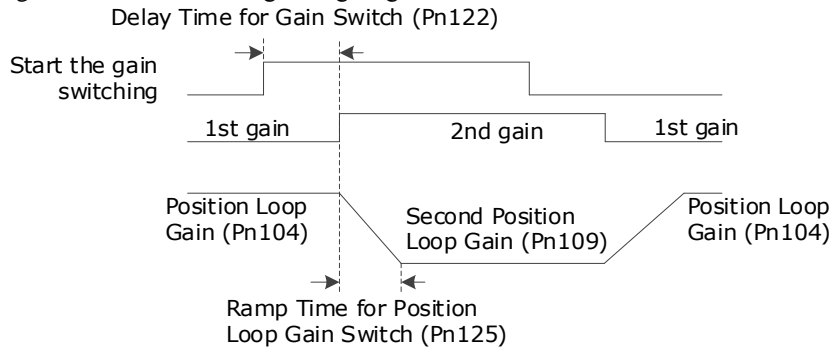 Delay Time for Gain Switch (Pn122)
Start the gain
switching
1st gain
2nd gain
1st gain
Position Loop
Gain (Pn104)
Second Position
Loop Gain (Pn109)
Position Loop
Gain (Pn104)
Ramp Time for Position
Loop Gain Switch (Pn125)